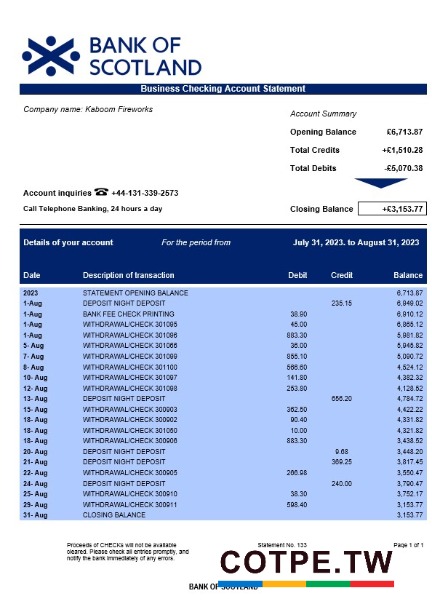 BANK OF
SCOTLAND
Business Checking Account Statement
Company name: Kaboom Fireworks
Account Summary
Opening Balance £6,713.87
Total Credits +£1,510.28
Total Debits -£5,070.38
Account inquiries ☎ +44-131-339-2573
Call Telephone Banking, 24 hours a day
Closing Balance +£3,153.77
Details of your account For the period from July 31, 2023. to August 31, 2023
Date Description of transaction Debit Credit Balance
2023 STATEMENT OPENING BALANCE 6,713.87
1-Aug DEPOSIT NIGHT DEPOSIT 235.15 6,949.02
1-Aug BANK FEE CHECK PRINTING 38.90 6,910.12
1-Aug WITHDRAWAL/CHECK 301095 45.00 6,865.12
1-Aug WITHDRAWAL/CHECK 301096 883.30 5,981.82
5- Aug WITHDRAWAL/CHECK 301066 36.00 5,945.82
7- Aug WITHDRAWAL/CHECK 301099 855.10 5,090.72
8- Aug WITHDRAWAL/CHECK 301100 566.60 4,524.12
10- Aug WITHDRAWAL/CHECK 301097 141.80 4,382.32
12- Aug WITHDRAWAL/CHECK 301098 253.80 4,128.52
13- Aug DEPOSIT NIGHT DEPOSIT 656.20 4,784.72
15- Aug WITHDRAWAL/CHECK 300903 362.50 4,422.22
18- Aug WITHDRAWAL/CHECK 300902 90.40 4,331.82
18- Aug WITHDRAWAL/CHECK 301050 10.00 4,321.82
18- Aug WITHDRAWAL/CHECK 300906 883.30 3,438.52
20- Aug DEPOSIT NIGHT DEPOSIT 9.68 3,448.20
21- Aug DEPOSIT NIGHT DEPOSIT 369.25 3,817.45
22- Aug WITHDRAWAL/CHECK 300905 266.98 3,550.47
24- Aug DEPOSIT NIGHT DEPOSIT 240.00 3,790.47
25- Aug WITHDRAWAL/CHECK 300910 38.30 3,752.17
29- Aug WITHDRAWAL/CHECK 300911 598.40 3,153.77
31- Aug CLOSING BALANCE 3,153.77
Proceeds of CHECKs will not be available Statement No. 133 Page 1 of 1
cleared. Please check all entries promptly, and
notify the bank immediately of any errors.
COTPE.TW
BANK OF SCOTLAND